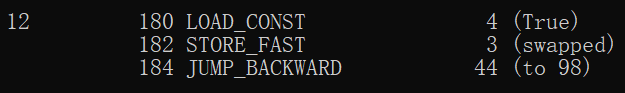 12 180 LOAD_CONST 4 (True)
182 STORE_FAST 3 (swapped)
184 JUMP_BACKWARD 44 (to 98)